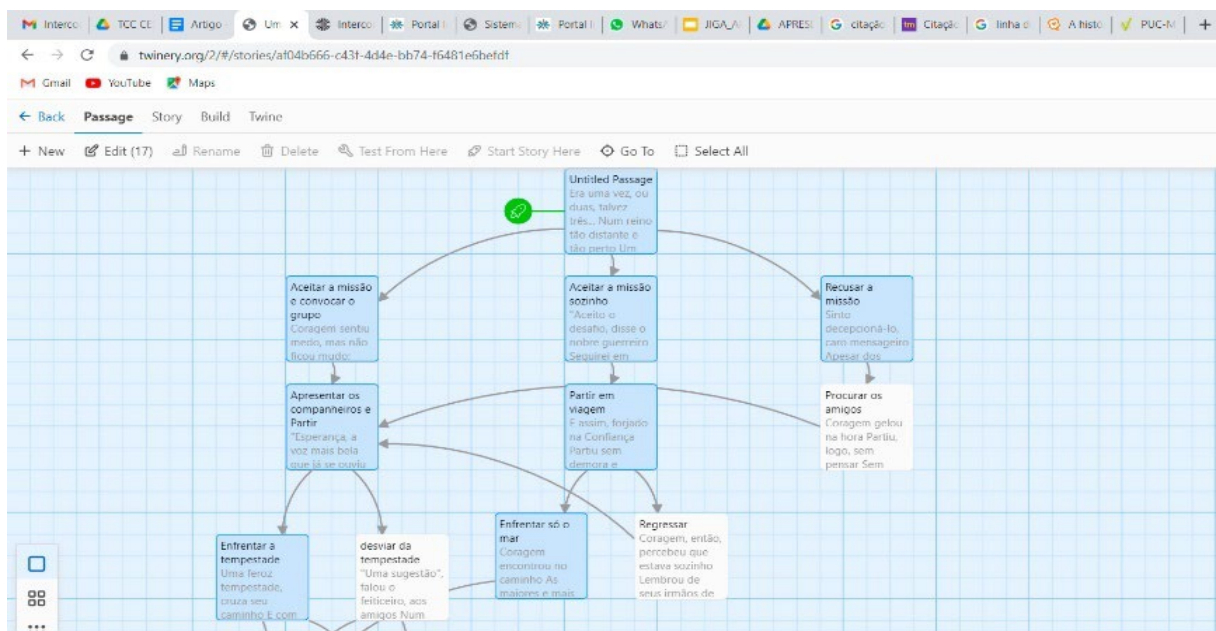 Interco
TCC CE
Artigo
Um
Interco
Portal
Sistema
Portal
Whats
JIGA_A
APRESE
citação
Citação
linha d
A histó
PUC-M
twinery.org/2/#/stories/af04b666-c43f-4d4e-bb74-f6481e6befdf
Gmail YouTube Maps
Back Passage Story Build Twine
+ New Edit (17) Rename Delete Test From Here Start Story Here Go To Select All
Untitled Passage
Era uma vez, ou
duas, talvez
três... Num reino
tão distante e
tão perto Um
Aceitar a missão
e convocar o
grupo
Coragem sentiu
medo, mas não
ficou mudo:
Aceitar a missão
sozinho
"Aceito o
desafio, disse o
nobre guerreiro
Seguirei em
Recusar a
missão
Sinto
decepcioná-lo,
caro mensageiro
Apesar dos
Apresentar os
companheiros e
Partir
"Esperança, a
voz mais bela
que já se ouviu
Partir em
viagem
E assim, forjado
na Confiança
Partiu sem
demora e
Procurar os
amigos
Coragem gelou
na hora Partiu,
logo, sem
pensar Sem
Enfrentar a
tempestade
Uma feroz
tempestade,
cruza seu
caminho E com
desviar da
tempestade
"Uma sugestão",
falou o
feiticeiro, aos
amigos Num
Enfrentar só o
mar
Coragem
encontrou no
caminho As
maiores e mais
Regressar
Coragem, então,
percebeu que
estava sozinho
Lembrou de
seus irmãos de